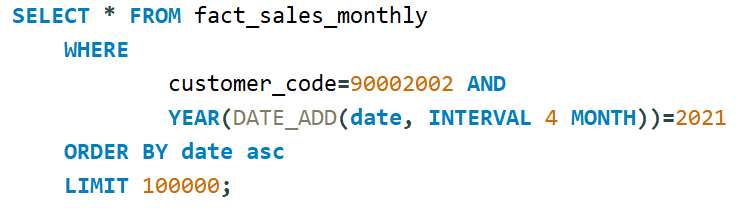 SELECT * FROM fact_sales_monthly
WHERE
customer_code=90002002 AND
YEAR(DATE_ADD(date, INTERVAL 4 MONTH))=2021
ORDER BY date asc
LIMIT 100000;